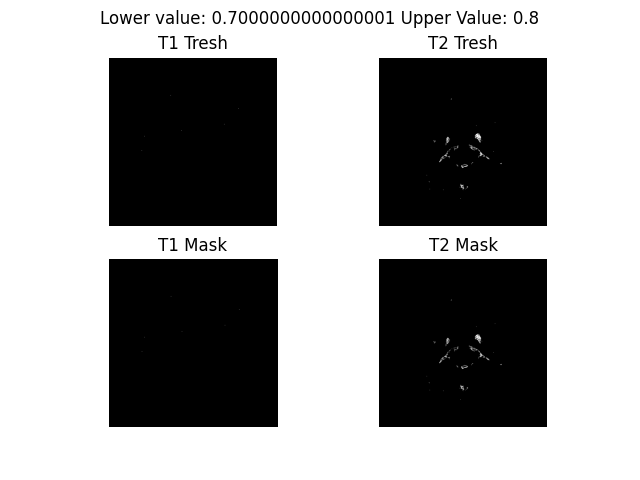 Lower value: 0.7000000000000001 Upper Value: 0.8
T1 Tresh
T2 Tresh
T1 Mask
T2 Mask